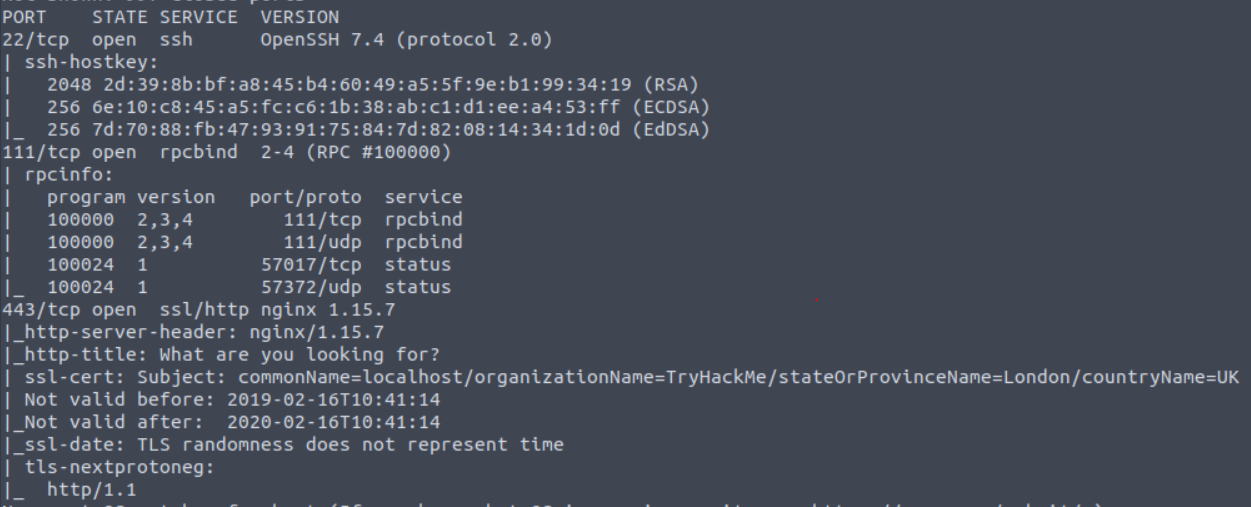 PORT    STATE SERVICE  VERSION
22/tcp  open  ssh      OpenSSH 7.4 (protocol 2.0)
| ssh-hostkey:
|   2048 2d:39:8b:bf:a8:45:b4:60:49:a5:5f:9e:b1:99:34:19 (RSA)
|   256 6e:10:c8:45:a5:fc:c6:1b:38:ab:c1:d1:ee:a4:53:ff (ECDSA)
|_  256 7d:70:88:fb:47:93:91:75:84:7d:82:08:14:34:1d:0d (EdDSA)
111/tcp open  rpcbind  2-4 (RPC #100000)
| rpcinfo:
|   program version   port/proto  service
|   100000  2,3,4        111/tcp  rpcbind
|   100000  2,3,4        111/udp  rpcbind
|   100024  1          57017/tcp  status
|_  100024  1          57372/udp  status
443/tcp open  ssl/http nginx 1.15.7
|_http-server-header: nginx/1.15.7
|_http-title: What are you looking for?
| ssl-cert: Subject: commonName=localhost/organizationName=TryHackMe/stateOrProvinceName=London/countryName=UK
| Not valid before: 2019-02-16T10:41:14
|_Not valid after:  2020-02-16T10:41:14
|_ssl-date: TLS randomness does not represent time
| tls-nextprotoneg:
|_  http/1.1